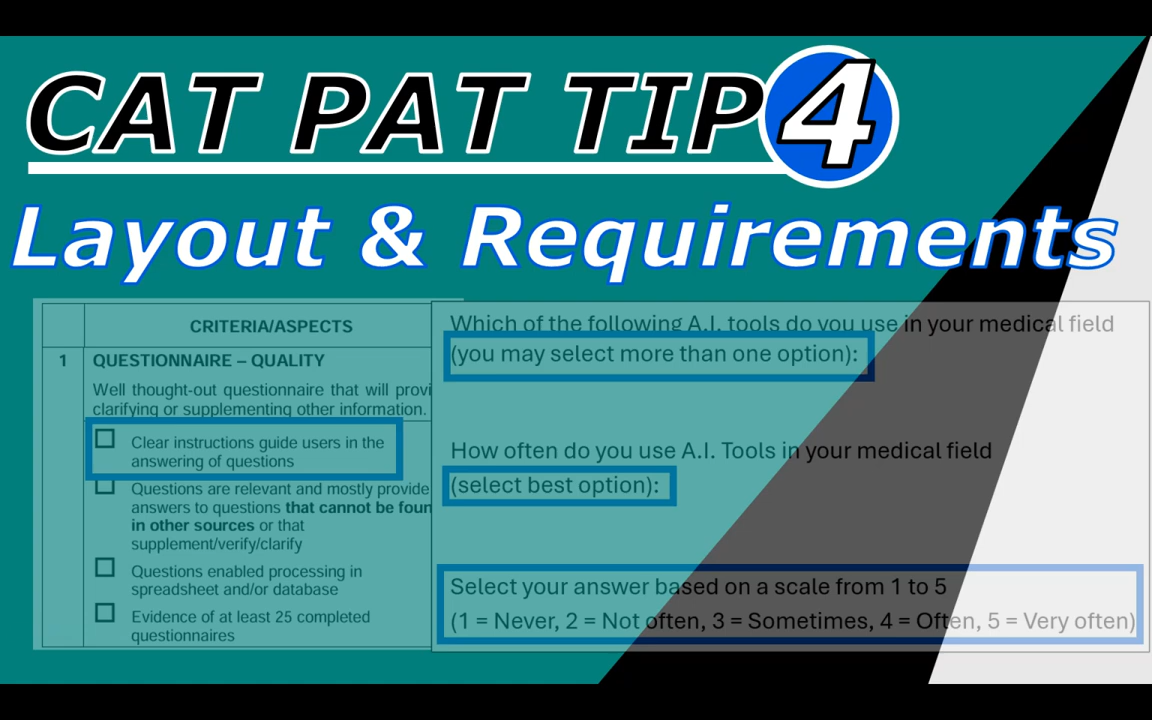 CAT PAT TIP 4
Layout & Requirements
CRITERIA/ASPECTS
1 QUESTIONNAIRE – QUALITY
Well thought-out questionnaire that will provi
clarifying or supplementing other information.
Clear instructions guide users in the
answering of questions
Questions are relevant and mostly provide
answers to questions that cannot be foun
in other sources or that
supplement/verify/clarify
Questions enabled processing in
spreadsheet and/or database
Evidence of at least 25 completed
questionnaires
Which of the following A.I. tools do you use in your medical field
(you may select more than one option):
How often do you use A.I. Tools in your medical field
(select best option):
Select your answer based on a scale from 1 to 5
(1 = Never, 2 = Not often, 3 = Sometimes, 4 = Often, 5 = Very often)